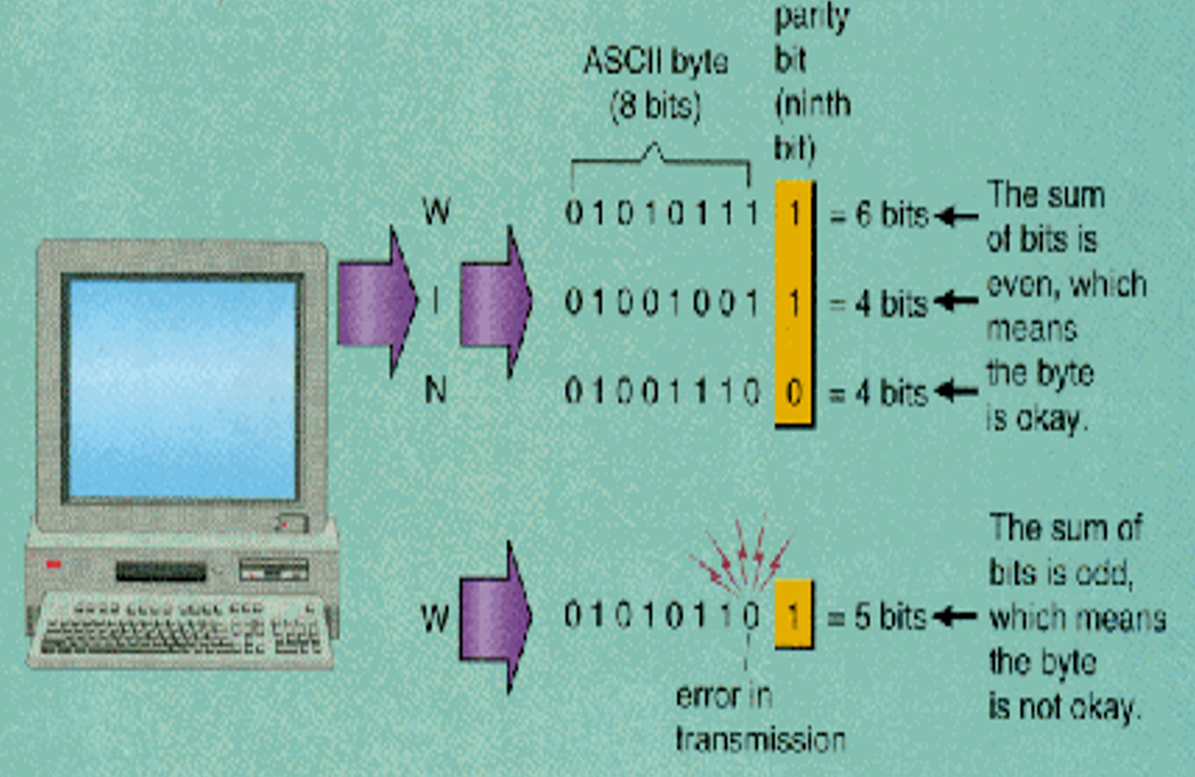 parity
bit
(ninth
bit)
ASCII byte
(8 bits)
W
0 1 0 1 0 1 1 1 1 = 6 bits
I
0 1 0 0 1 0 0 1 1 = 4 bits
N
0 1 0 0 1 1 1 0 0 = 4 bits
The sum
of bits is
even, which
means
the byte
is okay.
W
0 1 0 1 0 1 1 0 1 = 5 bits
error in
transmission
The sum of
bits is odd,
which means
the byte
is not okay.